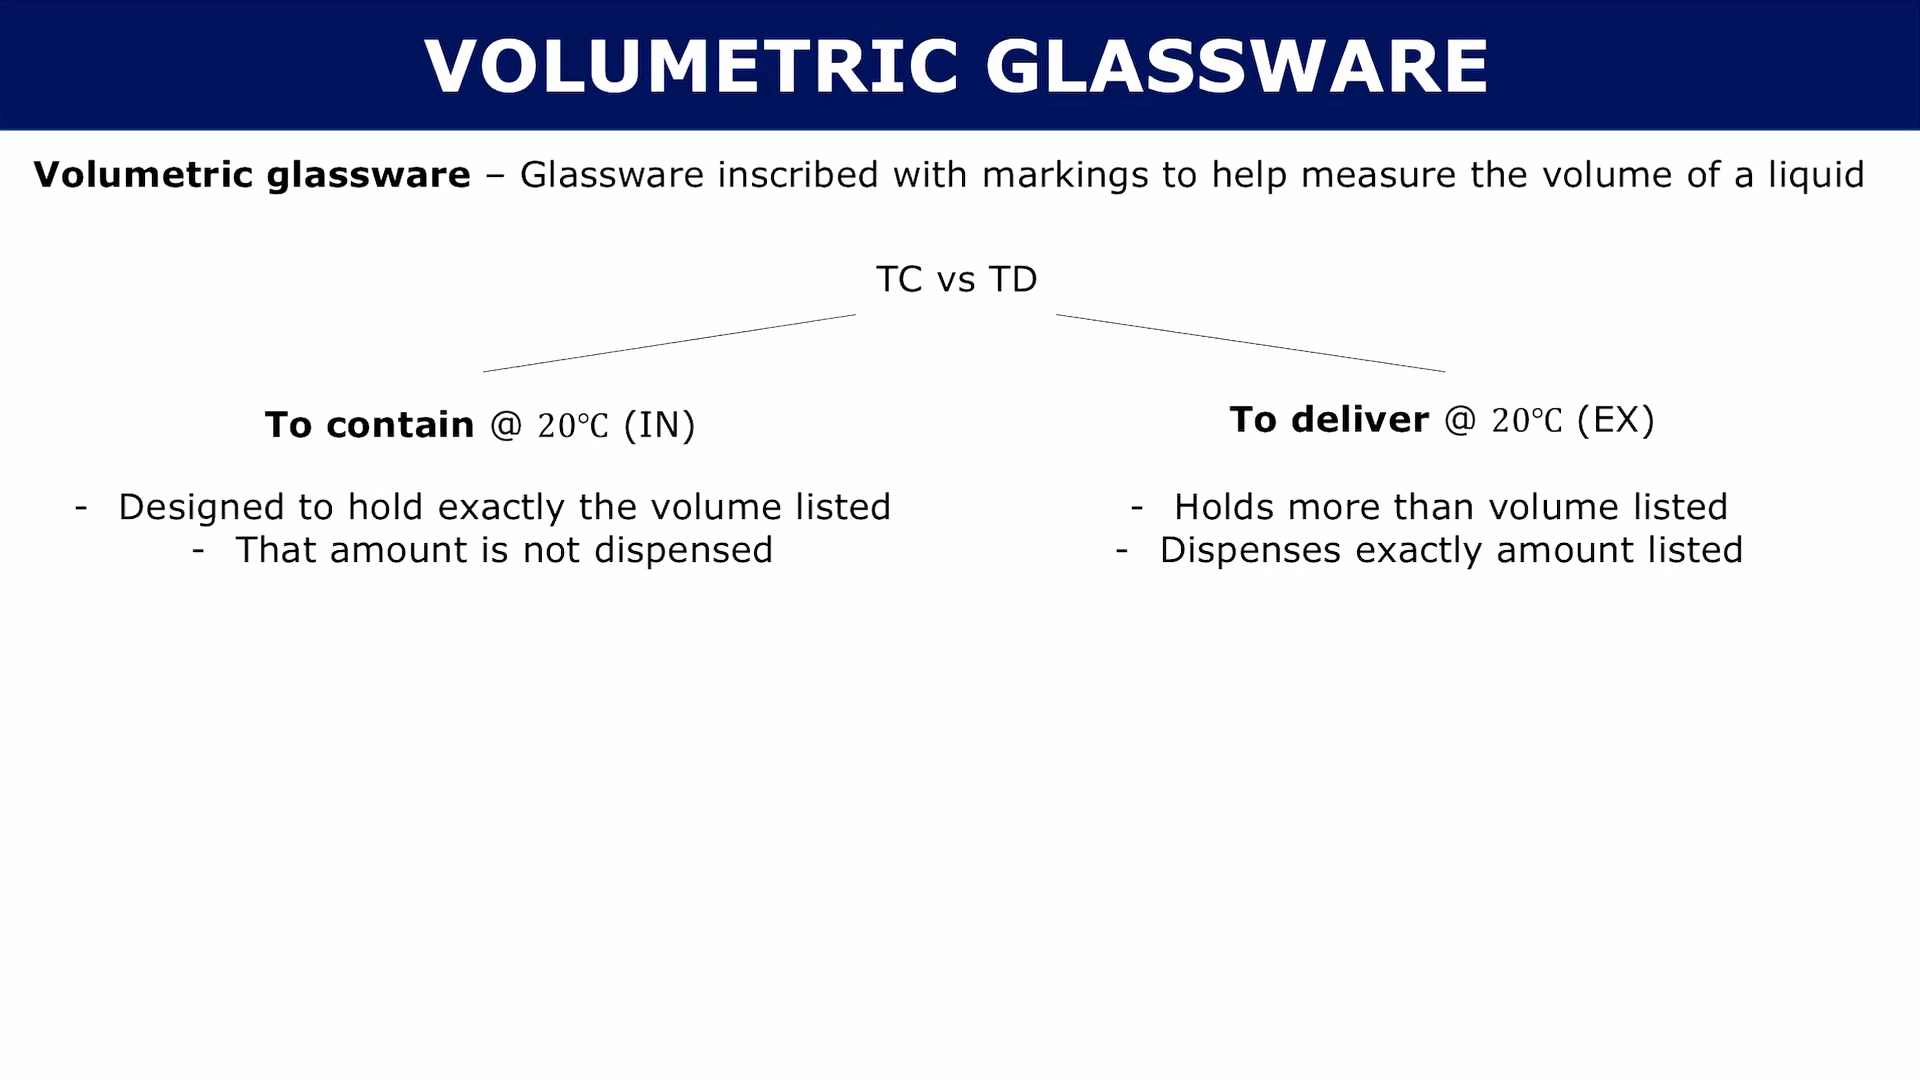 VOLUMETRIC GLASSWARE
Volumetric glassware – Glassware inscribed with markings to help measure the volume of a liquid
TC vs TD
To contain @ 20℃ (IN)
- Designed to hold exactly the volume listed
- That amount is not dispensed
To deliver @ 20℃ (EX)
- Holds more than volume listed
- Dispenses exactly amount listed